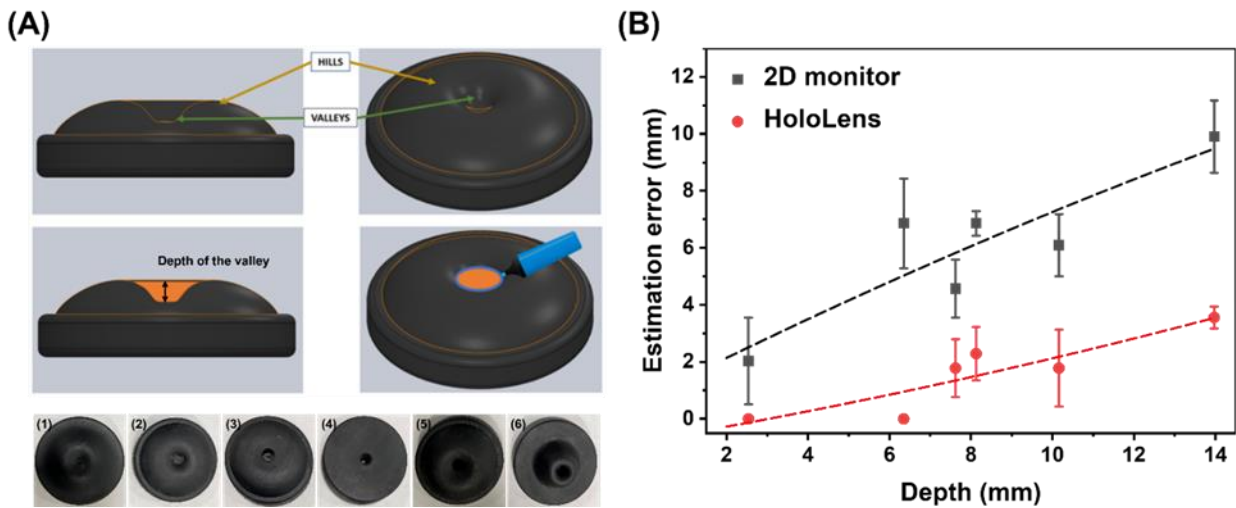 (A)
HILLS
VALLEYS
Depth of the valley
(1) (2) (3) (4) (5) (6)
(B)
12
10
8
6
4
2
0
Estimation error (mm)
2D monitor
HoloLens
2 4 6 8 10 12 14
Depth (mm)